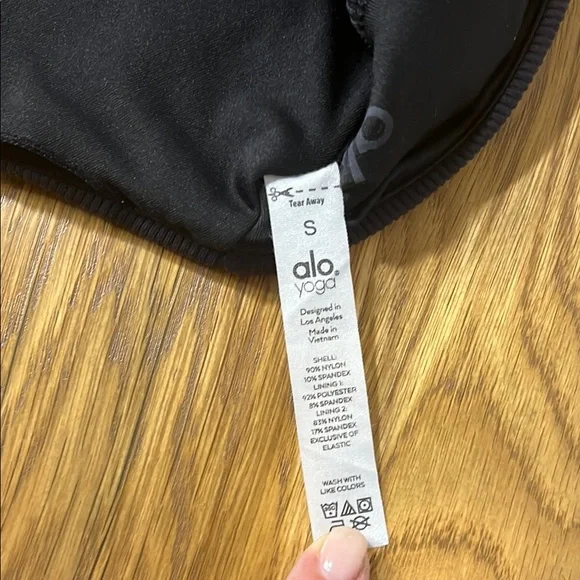 Tear Away
S
alo®
yoga
Designed in
Los Angeles
Made in
Vietnam
SHELL:
90% NYLON
10% SPANDEX
LINING 1:
92% POLYESTER
8% SPANDEX
LINING 2:
83% NYLON
17% SPANDEX
EXCLUSIVE OF
ELASTIC
WASH WITH
LIKE COLORS